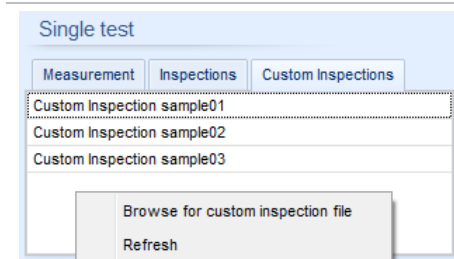 Single test
Measurement Inspections Custom Inspections
Custom Inspection sample01
Custom Inspection sample02
Custom Inspection sample03
Browse for custom inspection file
Refresh